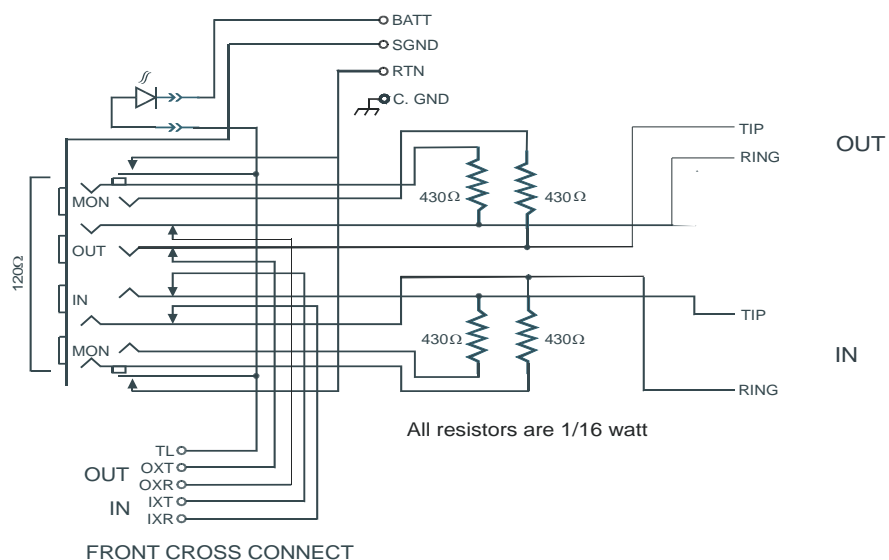 BATT
SGND
RTN
C. GND
TIP
OUT
RING
MON
430Ω
430Ω
OUT
120Ω
IN
TIP
430Ω
430Ω
MON
IN
RING
All resistors are 1/16 watt
TL
OUT
OXT
OXR
IN
IXT
IXR
FRONT CROSS CONNECT